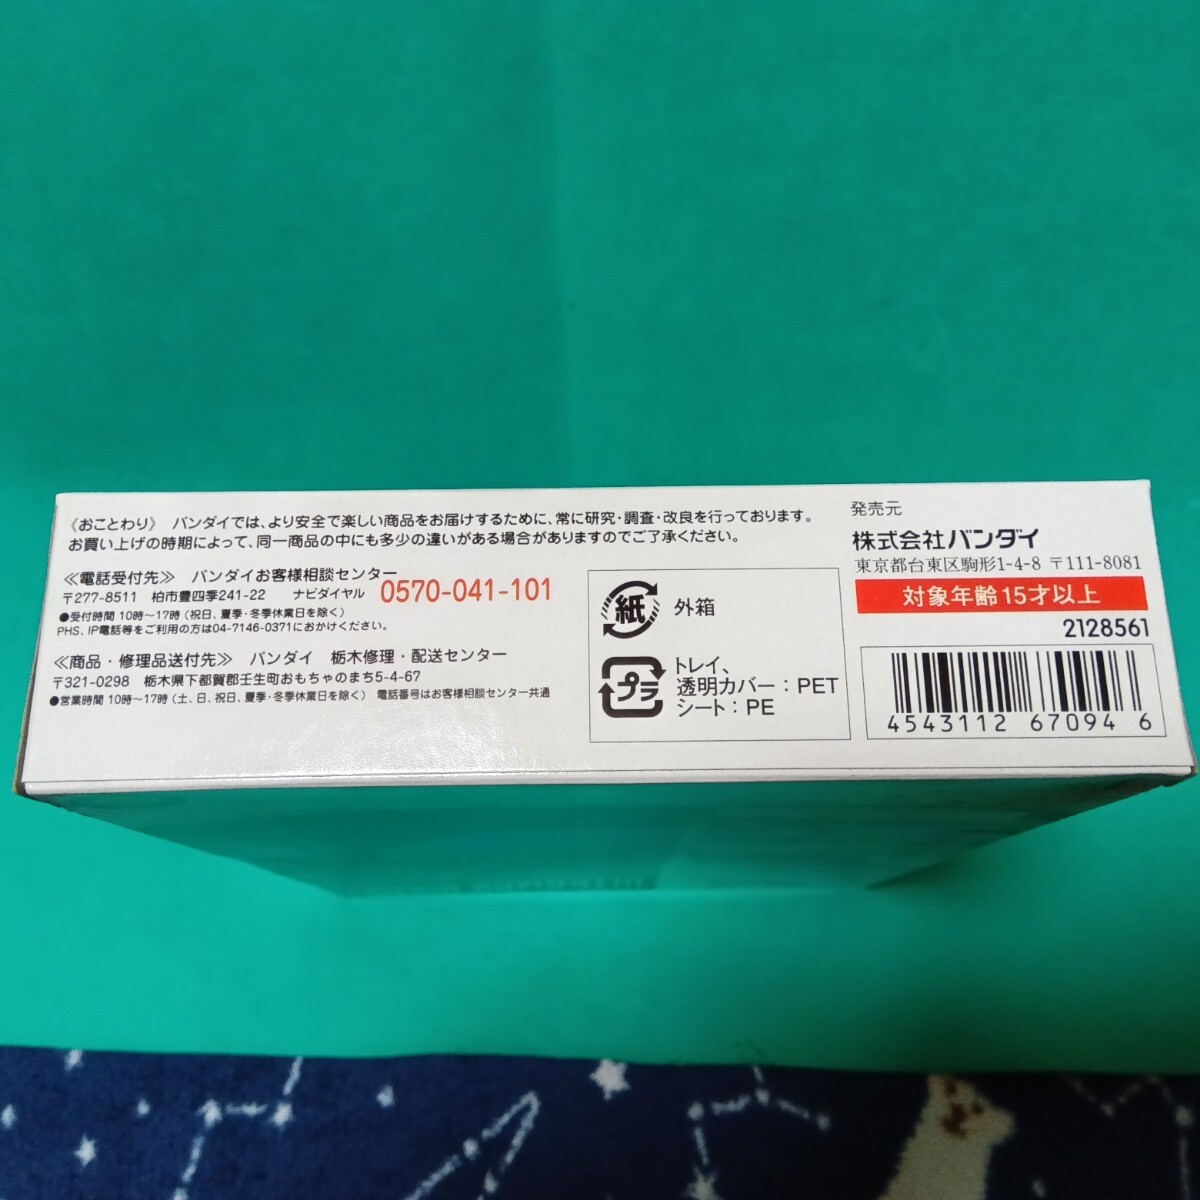 《おことわり》 バンダイでは、より安全で楽しい商品をお届けするために、常に研究・調査・改良を行っております。
お買い上げの時期によって、同一商品の中にも多少の違いがある場合がありますのでご了承ください。
≪電話受付先≫ バンダイお客様相談センター
〒277-8511 柏市豊四季241-22 ナビダイヤル 0570-041-101
●受付時間 10時〜17時 (祝日、夏季・冬季休業日を除く)
PHS、IP電話等をご利用の方は04-7146-0371におかけください。
≪商品・修理品送付先≫ バンダイ 栃木修理・配送センター
〒321-0298 栃木県下都賀郡壬生町おもちゃのまち5-4-67
●営業時間 10時〜17時 (土、日、祝日、夏季・冬季休業日を除く) 電話番号はお客様相談センター共通
紙 外箱
プラ
トレイ、
透明カバー：PET
シート：PE
発売元
株式会社バンダイ
東京都台東区駒形1-4-8 〒111-8081
対象年齢15才以上
2128561
4543112 67094 6